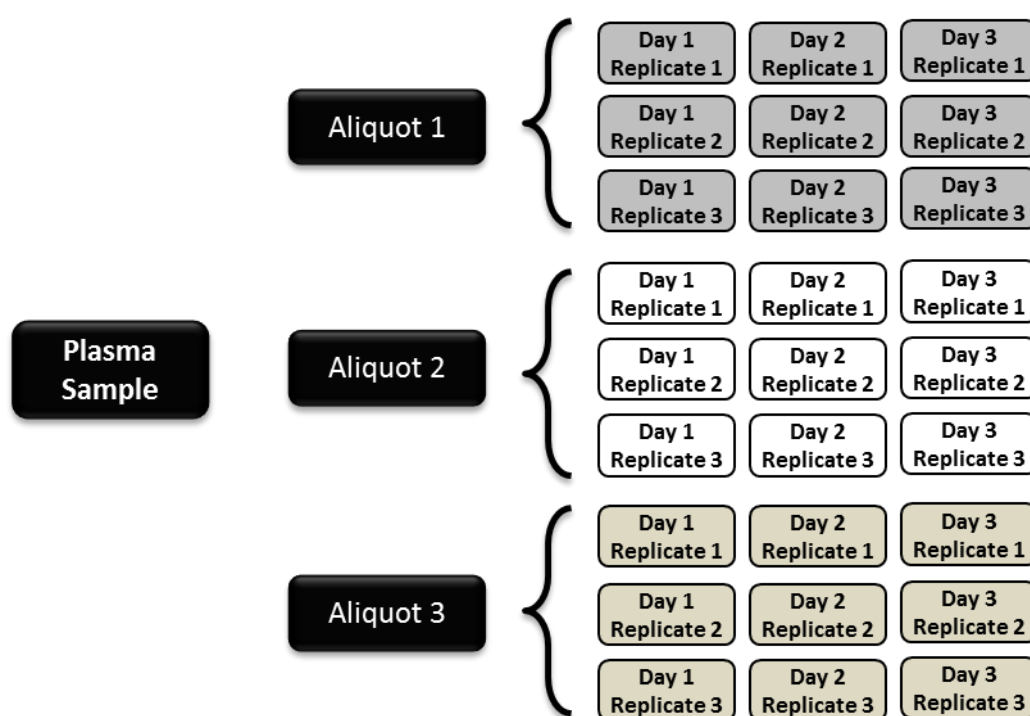 Plasma
Sample
Aliquot 1
Day 1
Replicate 1
Day 2
Replicate 1
Day 3
Replicate 1
Day 1
Replicate 2
Day 2
Replicate 2
Day 3
Replicate 2
Day 1
Replicate 3
Day 2
Replicate 3
Day 3
Replicate 3
Aliquot 2
Day 1
Replicate 1
Day 2
Replicate 1
Day 3
Replicate 1
Day 1
Replicate 2
Day 2
Replicate 2
Day 3
Replicate 2
Day 1
Replicate 3
Day 2
Replicate 3
Day 3
Replicate 3
Aliquot 3
Day 1
Replicate 1
Day 2
Replicate 1
Day 3
Replicate 1
Day 1
Replicate 2
Day 2
Replicate 2
Day 3
Replicate 2
Day 1
Replicate 3
Day 2
Replicate 3
Day 3
Replicate 3